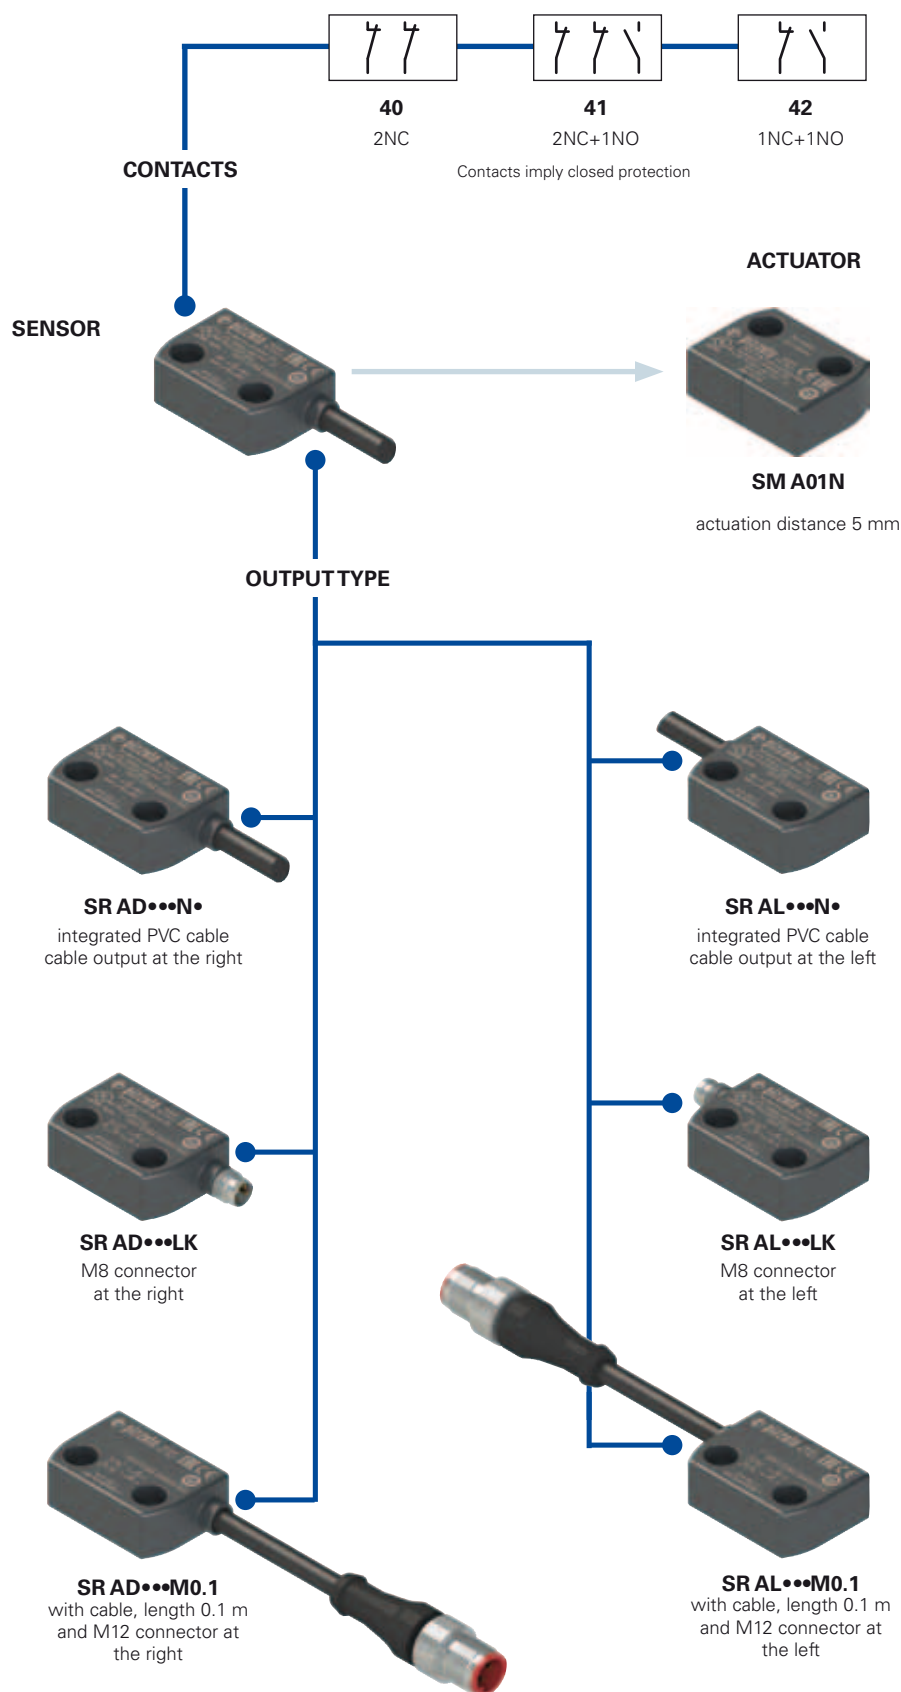 40
41
42
2NC
2NC+1NO
1NC+1NO
CONTACTS
Contacts imply closed protection
ACTUATOR
SENSOR
SM A01N
actuation distance 5 mm
OUTPUT TYPE
SR AD•••N•
integrated PVC cable
cable output at the right
SR AL•••N•
integrated PVC cable
cable output at the left
SR AD•••LK
M8 connector
at the right
SR AL•••LK
M8 connector
at the left
SR AD•••M0.1
with cable, length 0.1 m
and M12 connector at
the right
SR AL•••M0.1
with cable, length 0.1 m
and M12 connector at
the left